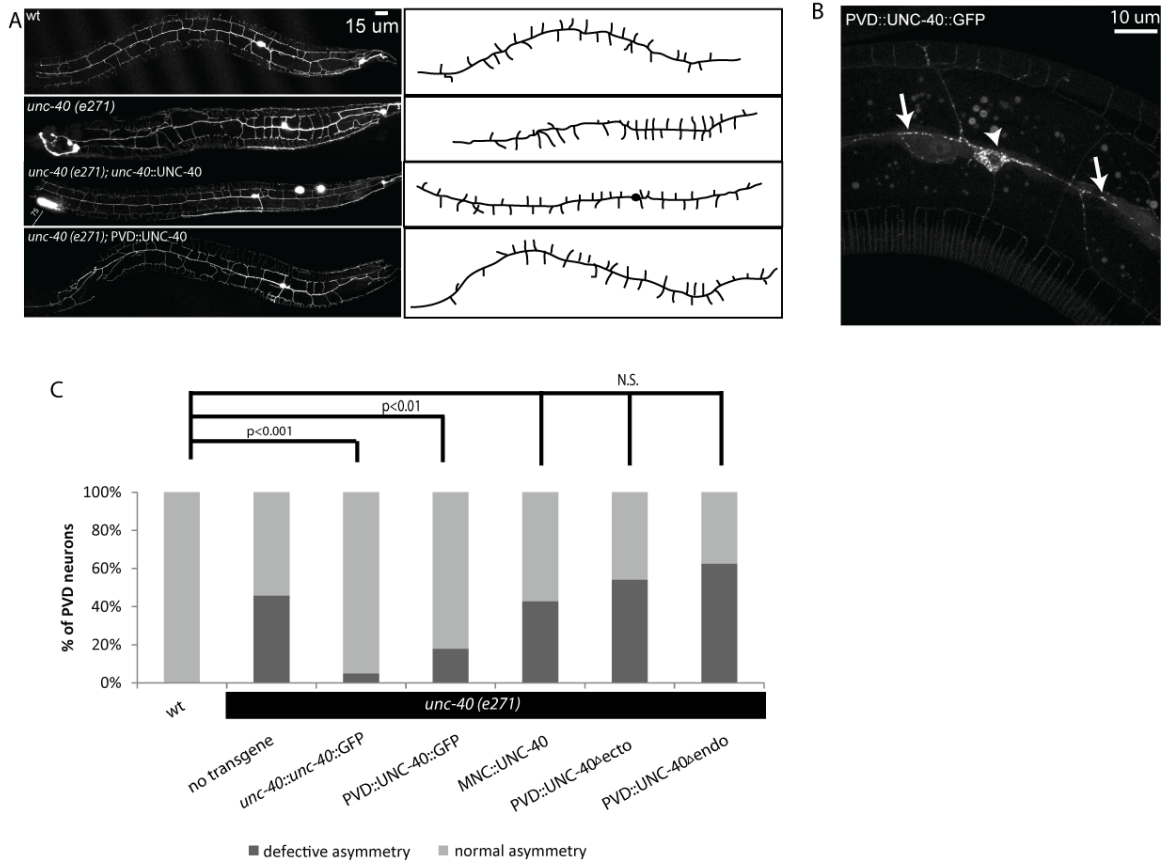 A
wt
15 um
unc-40 (e271)
unc-40 (e271); unc-40::UNC-40
75
unc-40 (e271); PVD::UNC-40
B
PVD::UNC-40::GFP
10 um
C
N.S.
p<0.01
p<0.001
% of PVD neurons
100%
80%
60%
40%
20%
0%
wt
unc-40 (e271)
no transgene
unc-40::unc-40::GFP
PVD::UNC-40::GFP
MNC::UNC-40
PVD::UNC-40Δecto
PVD::UNC-40Δendo
defective asymmetry
normal asymmetry